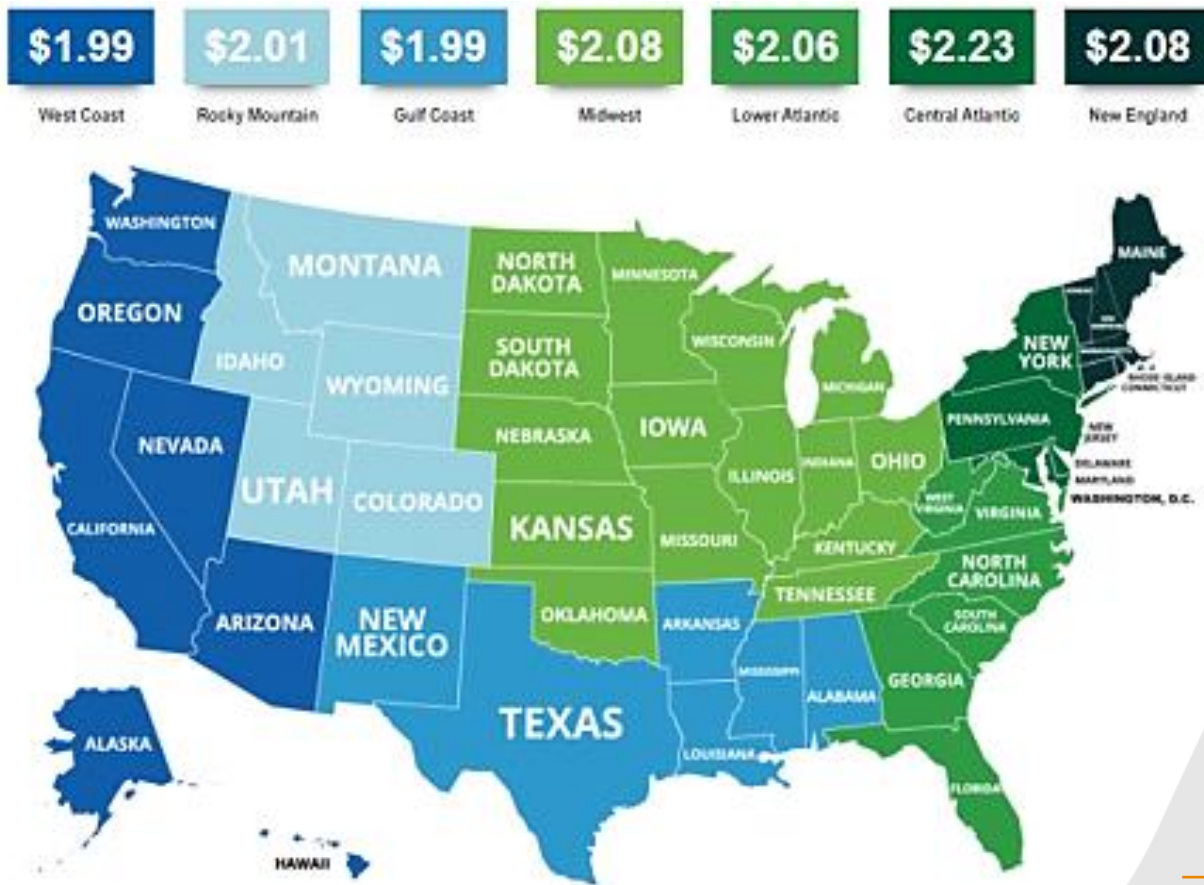 $1.99 $2.01 $1.99 $2.08 $2.06 $2.23 $2.08
West Coast Rocky Mountain Gulf Coast Midwest Lower Atlantic Central Atlantic New England
WASHINGTON
MONTANA
NORTH
DAKOTA
MINNESOTA
MAINE
OREGON
IDAHO
WYOMING
SOUTH
DAKOTA
WISCONSIN
MICHIGAN
NEW
YORK
RHODE ISLAND
CONNECTICUT
NEVADA
UTAH
COLORADO
NEBRASKA
IOWA
ILLINOIS
INDIANA
OHIO
PENNSYLVANIA
NEW
JERSEY
DELAWARE
MARYLAND
WASHINGTON, D.C.
CALIFORNIA
KANSAS
MISSOURI
KENTUCKY
WEST
VIRGINIA
VIRGINIA
ARIZONA
NEW
MEXICO
OKLAHOMA
ARKANSAS
TENNESSEE
NORTH
CAROLINA
SOUTH
CAROLINA
TEXAS
LOUISIANA
MISSISSIPPI
ALABAMA
GEORGIA
FLORIDA
ALASKA
HAWAII